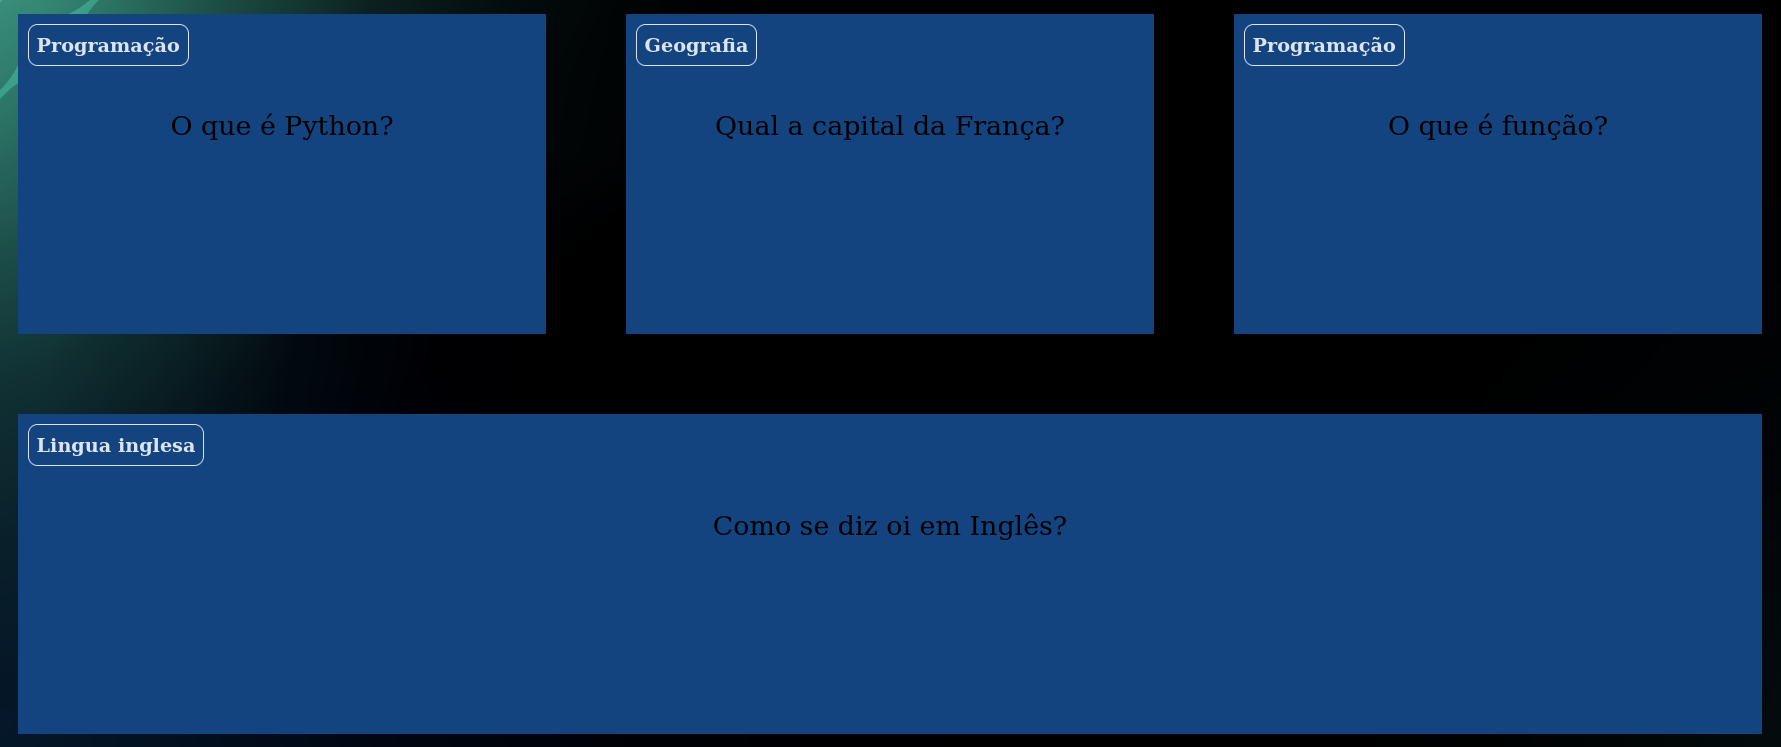 Programação
O que é Python?
Geografia
Qual a capital da França?
Programação
O que é função?
Lingua inglesa
Como se diz oi em Inglês?